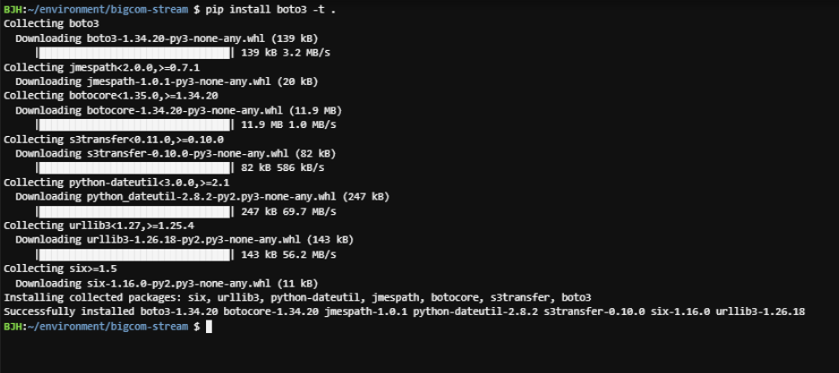 BJH:~/environment/bigcom-stream $ pip install boto3 -t .
Collecting boto3
Downloading boto3-1.34.20-py3-none-any.whl (139 kB)
139 kB 3.2 MB/s
Collecting jmespath<2.0.0,>=0.7.1
Downloading jmespath-1.0.1-py3-none-any.whl (20 kB)
Collecting botocore<1.35.0,>=1.34.20
Downloading botocore-1.34.20-py3-none-any.whl (11.9 MB)
11.9 MB 1.0 MB/s
Collecting s3transfer<0.11.0,>=0.10.0
Downloading s3transfer-0.10.0-py3-none-any.whl (82 kB)
82 kB 586 kB/s
Collecting python-dateutil<3.0.0,>=2.1
Downloading python_dateutil-2.8.2-py2.py3-none-any.whl (247 kB)
247 kB 69.7 MB/s
Collecting urllib3<1.27,>=1.25.4
Downloading urllib3-1.26.18-py2.py3-none-any.whl (143 kB)
143 kB 56.2 MB/s
Collecting six>=1.5
Downloading six-1.16.0-py2.py3-none-any.whl (11 kB)
Installing collected packages: six, urllib3, python-dateutil, jmespath, botocore, s3transfer, boto3
Successfully installed boto3-1.34.20 botocore-1.34.20 jmespath-1.0.1 python-dateutil-2.8.2 s3transfer-0.10.0 six-1.16.0 urllib3-1.26.18
BJH:~/environment/bigcom-stream $